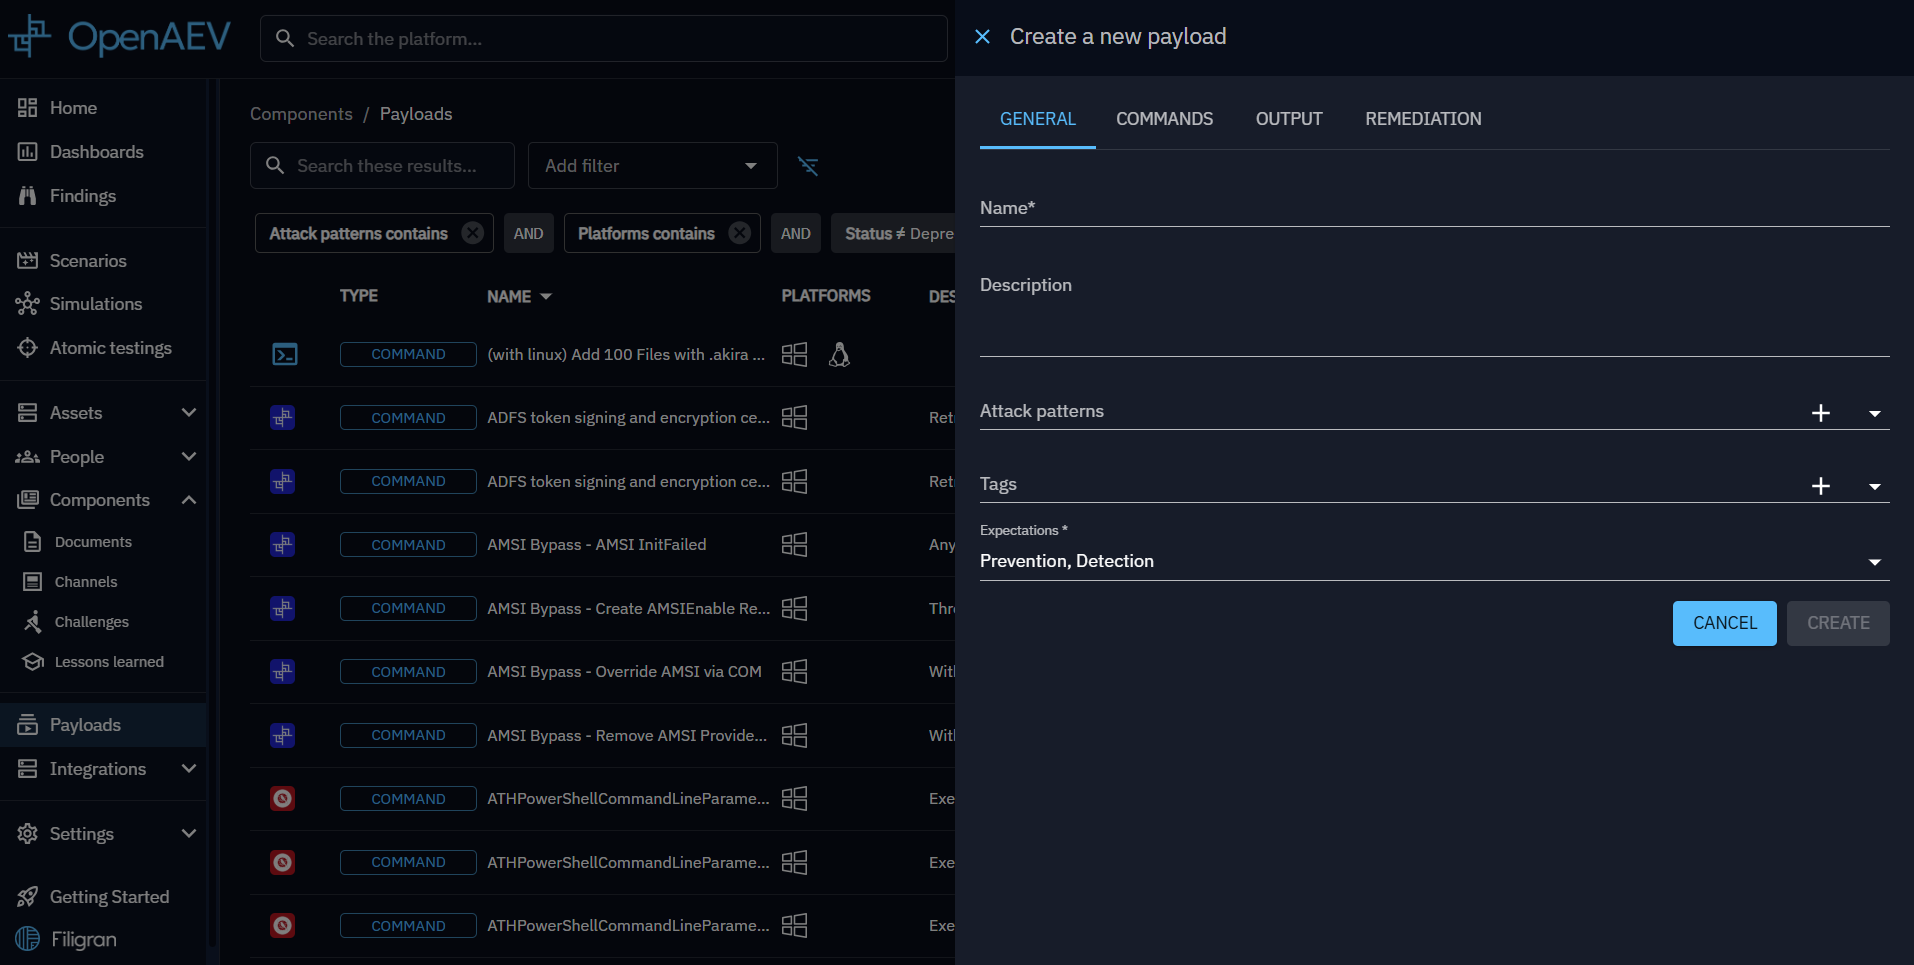 OpenAEV
Search the platform...
Home
Dashboards
Findings
Scenarios
Simulations
Atomic testings
Assets
People
Components
Documents
Channels
Challenges
Lessons learned
Payloads
Integrations
Settings
Getting Started
Filigran
Components / Payloads
Search these results...
Add filter
Attack patterns contains AND Platforms contains AND Status ≠ Depre
TYPE NAME PLATFORMS DES
COMMAND (with linux) Add 100 Files with .akira ...
COMMAND ADFS token signing and encryption ce... Ret
COMMAND ADFS token signing and encryption ce... Ret
COMMAND AMSI Bypass - AMSI InitFailed Any
COMMAND AMSI Bypass - Create AMSIEnable Re... Thr
COMMAND AMSI Bypass - Override AMSI via COM Wit
COMMAND AMSI Bypass - Remove AMSI Provide... Wit
COMMAND ATHPowerShellCommandLineParame... Exe
COMMAND ATHPowerShellCommandLineParame... Exe
COMMAND ATHPowerShellCommandLineParame... Exe
Create a new payload
GENERAL COMMANDS OUTPUT REMEDIATION
Name*
Description
Attack patterns
Tags
Expectations *
Prevention, Detection
CANCEL CREATE